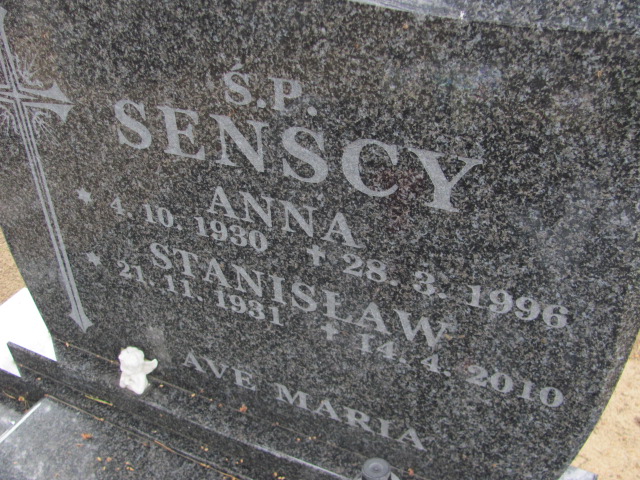 Ś.P.
SENSCY
ANNA
* 4. 10. 1930 + 28. 3. 1996
STANISŁAW
* 21. 11. 1931 + 14. 4. 2010
AVE MARIA